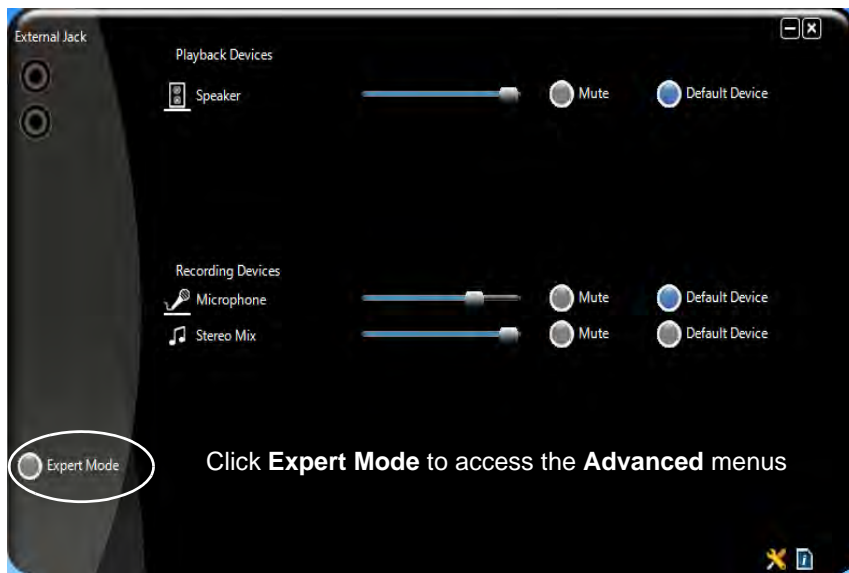 External Jack
Playback Devices
Speaker Mute Default Device
Recording Devices
Microphone Mute Default Device
Stereo Mix Mute Default Device
Expert Mode
Click Expert Mode to access the Advanced menus